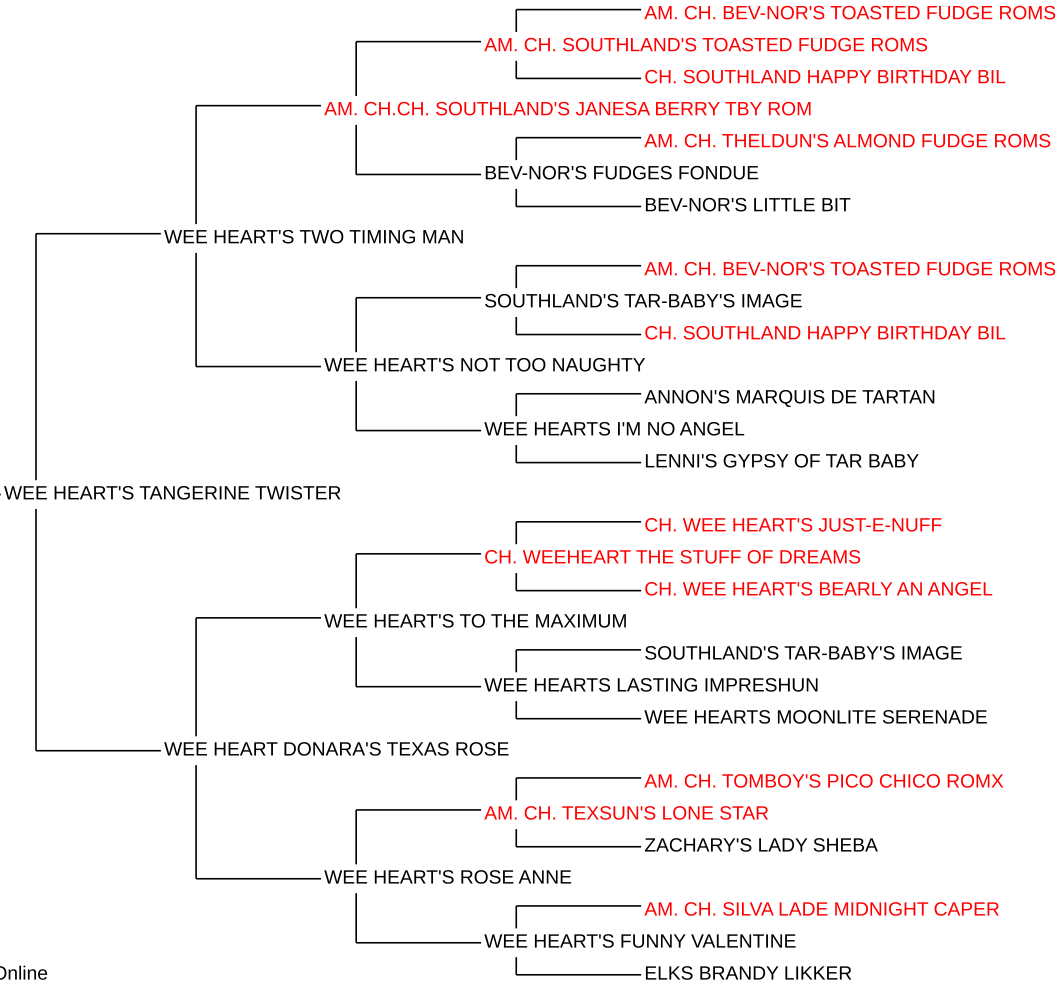 AM. CH. BEV-NOR'S TOASTED FUDGE ROMS
AM. CH. SOUTHLAND'S TOASTED FUDGE ROMS
CH. SOUTHLAND HAPPY BIRTHDAY BIL
AM. CH.CH. SOUTHLAND'S JANESA BERRY TBY ROM
AM. CH. THELDUN'S ALMOND FUDGE ROMS
BEV-NOR'S FUDGES FONDUE
BEV-NOR'S LITTLE BIT
WEE HEART'S TWO TIMING MAN
AM. CH. BEV-NOR'S TOASTED FUDGE ROMS
SOUTHLAND'S TAR-BABY'S IMAGE
CH. SOUTHLAND HAPPY BIRTHDAY BIL
WEE HEART'S NOT TOO NAUGHTY
ANNON'S MARQUIS DE TARTAN
WEE HEARTS I'M NO ANGEL
LENNI'S GYPSY OF TAR BABY
WEE HEART'S TANGERINE TWISTER
CH. WEE HEART'S JUST-E-NUFF
CH. WEEHEART THE STUFF OF DREAMS
CH. WEE HEART'S BEARLY AN ANGEL
WEE HEART'S TO THE MAXIMUM
SOUTHLAND'S TAR-BABY'S IMAGE
WEE HEARTS LASTING IMPRESHUN
WEE HEARTS MOONLITE SERENADE
WEE HEART DONARA'S TEXAS ROSE
AM. CH. TOMBOY'S PICO CHICO ROMX
AM. CH. TEXSUN'S LONE STAR
ZACHARY'S LADY SHEBA
WEE HEART'S ROSE ANNE
AM. CH. SILVA LADE MIDNIGHT CAPER
WEE HEART'S FUNNY VALENTINE
ELKS BRANDY LIKKER
Online